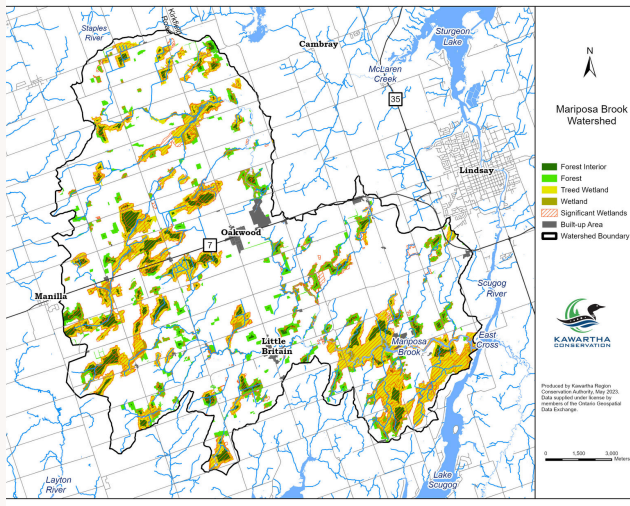 Staples
River
Kirkfield
Road
Cambray
Sturgeon
Lake
McLaren
Creek
35
Lindsay
Oakwood
7
Manilla
Scugog
River
Little
Britain
Mariposa
Brook
East
Cross
Layton
River
Lake
Scugog
N
Mariposa Brook
Watershed
Forest Interior
Forest
Treed Wetland
Wetland
Significant Wetlands
Built-up Area
Watershed Boundary
KAWARTHA
CONSERVATION
Produced by Kawartha Region
Conservation Authority, May 2023.
Data supplied under license by
members of the Ontario Geospatial
Data Exchange.
0 1,500 3,000
Meters